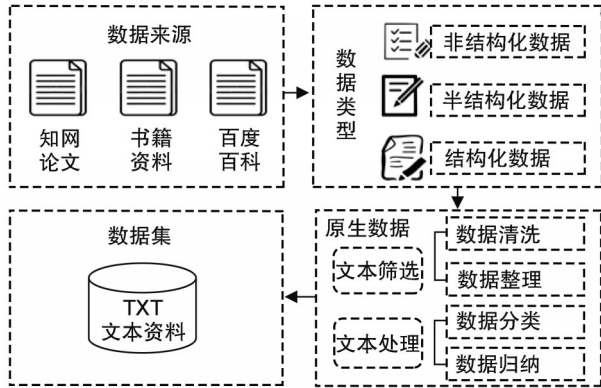 数据来源
知网
论文
书籍
资料
百度
百科
数据类型
非结构化数据
半结构化数据
结构化数据
原生数据
文本筛选
数据清洗
数据整理
文本处理
数据分类
数据归纳
数据集
TXT
文本资料